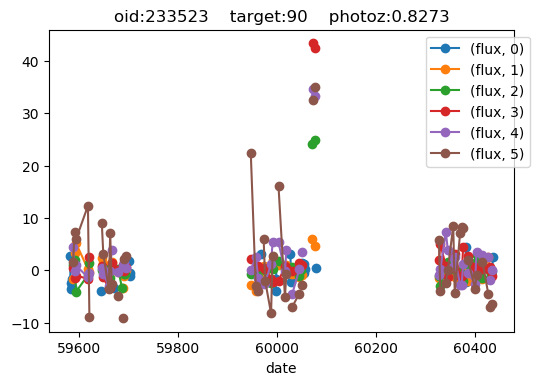 oid:233523    target:90    photoz:0.8273
40
30
20
10
0
−10
59600
59800
60000
60200
60400
date
(flux, 0)
(flux, 1)
(flux, 2)
(flux, 3)
(flux, 4)
(flux, 5)